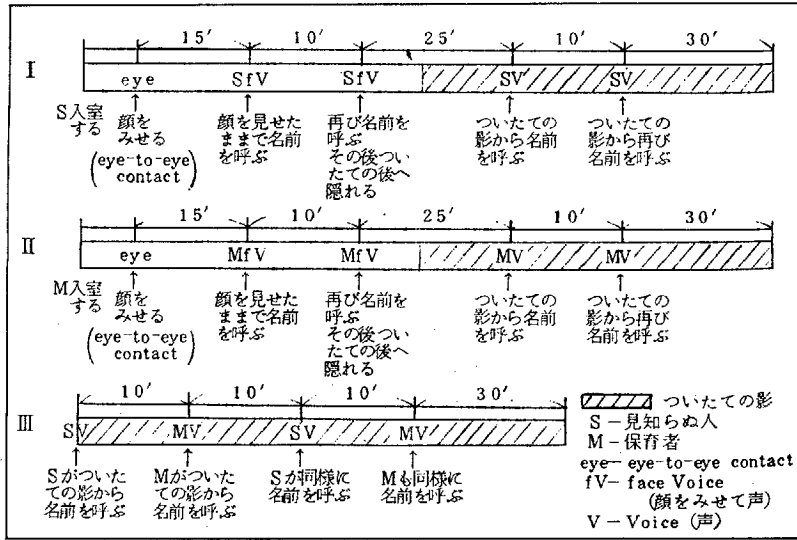 15′ 10′ 25′ 10′ 30′
I
eye SfV SfV SV SV
S入室
する
顔を
みせる
(eye-to-eye
contact)
顔を見せた
ままで名前
を呼ぶ
再び名前を
呼ぶ
その後つい
たての後へ
隠れる
ついたての
影から名前
を呼ぶ
ついたての
影から再び
名前を呼ぶ
15′ 10′ 25′ 10′ 30′
II
eye MfV MfV MV MV
M入室
する
顔を
みせる
(eye-to-eye
contact)
顔を見せた
ままで名前
を呼ぶ
再び名前を
呼ぶ
その後つい
たての後へ
隠れる
ついたての
影から名前
を呼ぶ
ついたての
影から再び
名前を呼ぶ
10′ 10′ 10′ 30′
III
SV MV SV MV
Sがついた
ての影から
名前を呼ぶ
Mがついた
ての影から
名前を呼ぶ
Sが同様に
名前を呼ぶ
Mも同様に
名前を呼ぶ
ついたての影
S－見知らぬ人
M－保育者
eye－eye-to-eye contact
fV－face Voice
(顔をみせて声)
V－Voice (声)